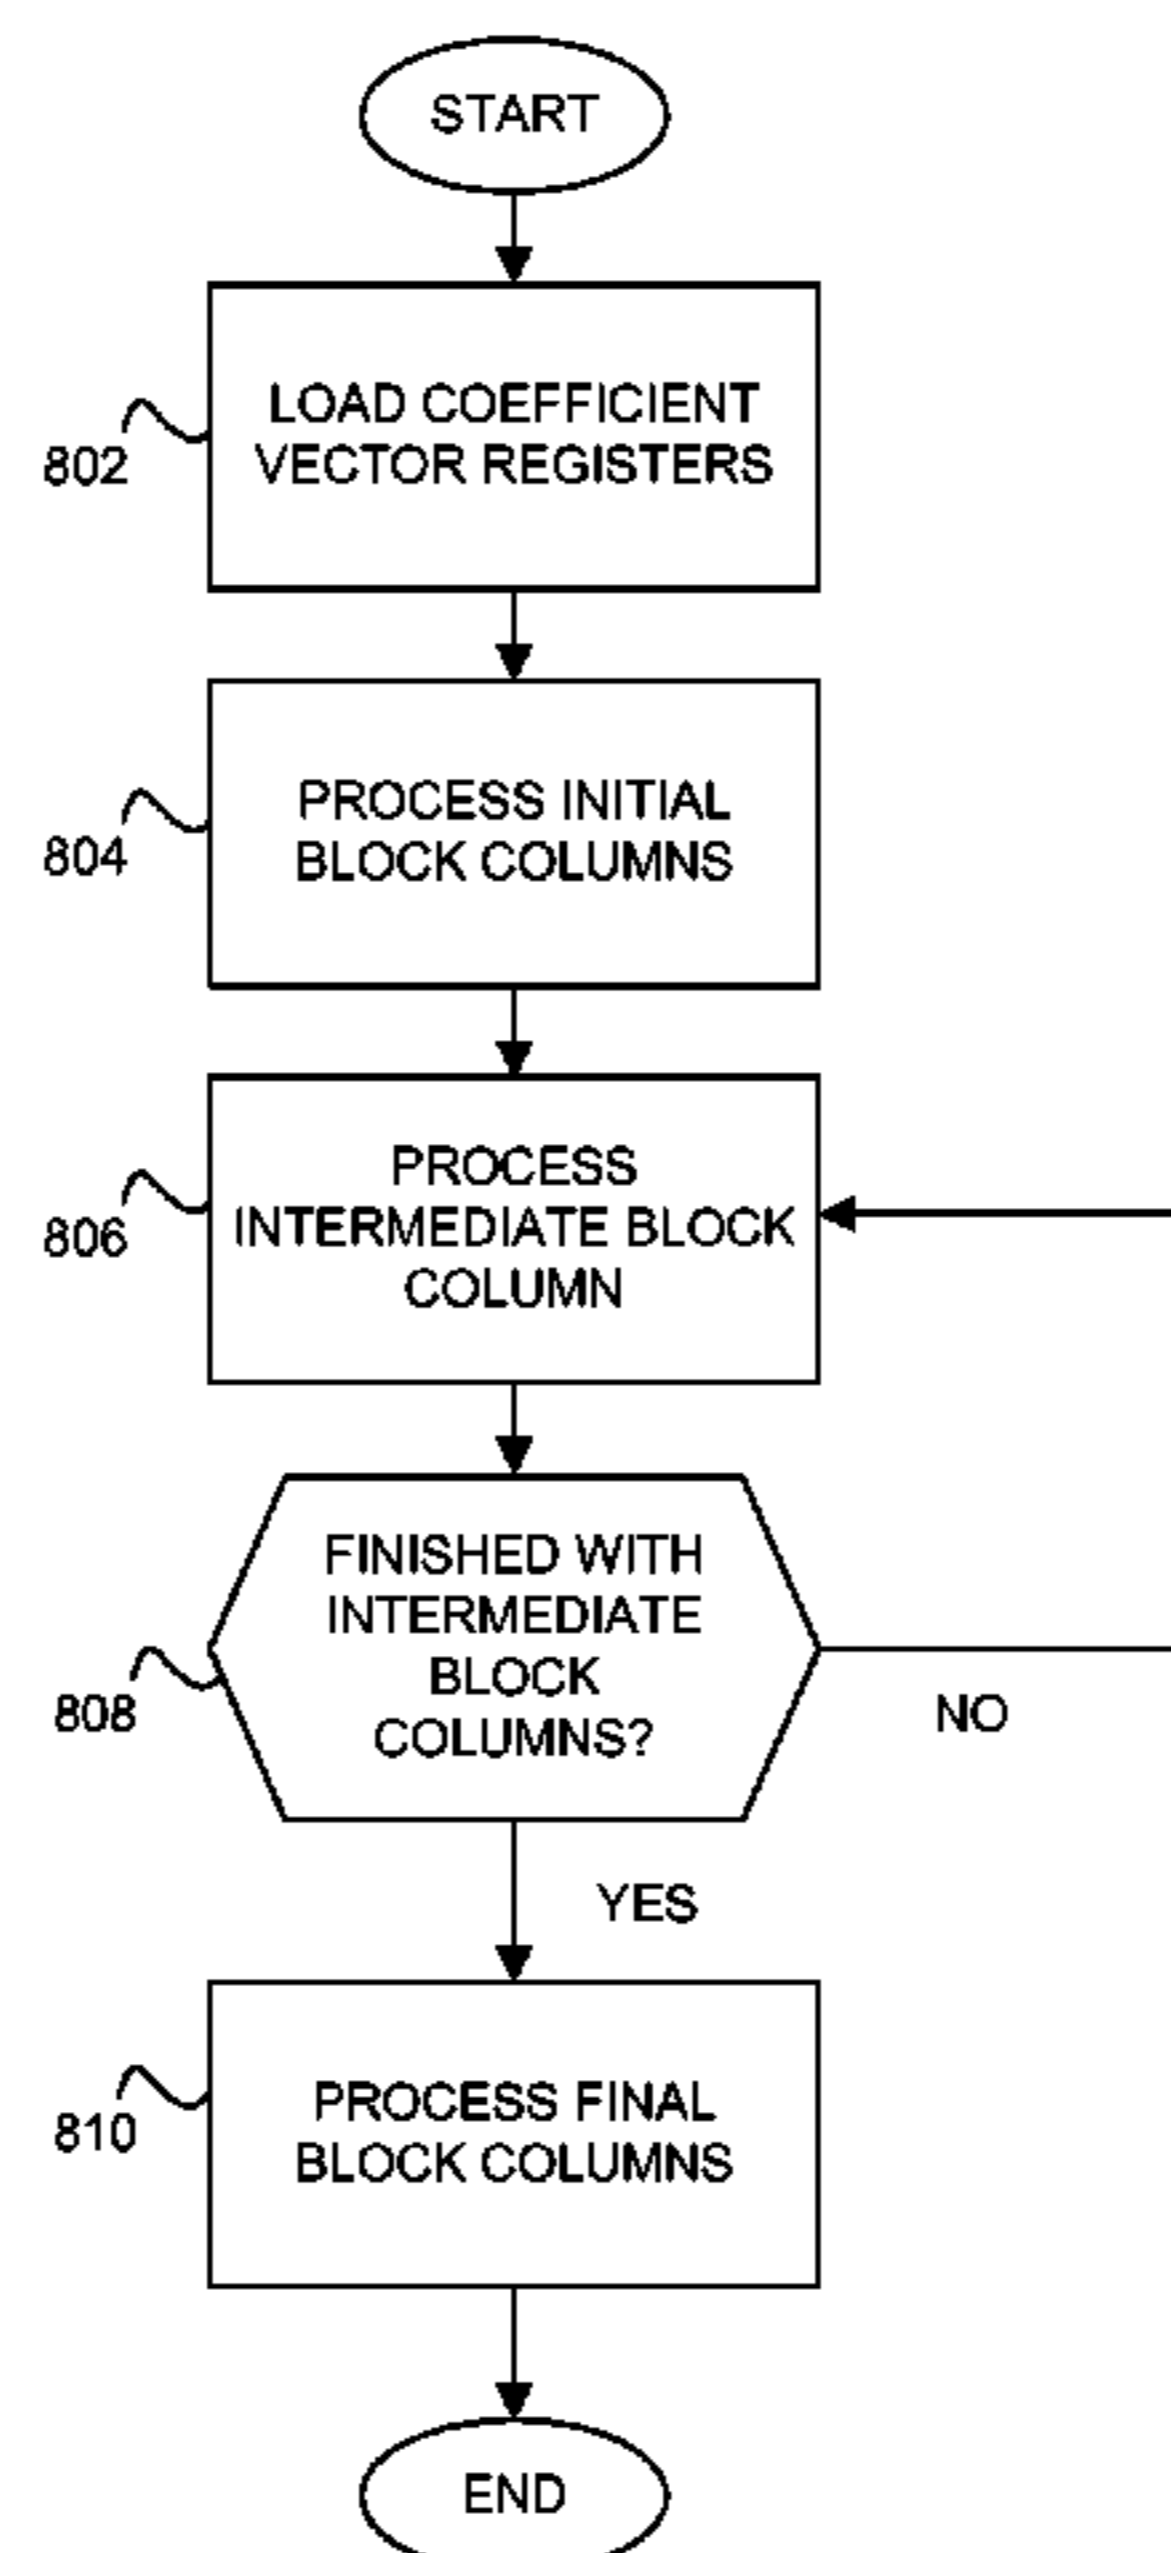 START
LOAD COEFFICIENT
VECTOR REGISTERS
802
PROCESS INITIAL
BLOCK COLUMNS
804
PROCESS
INTERMEDIATE BLOCK
COLUMN
806
FINISHED WITH
INTERMEDIATE
BLOCK
COLUMNS?
808
NO
YES
PROCESS FINAL
BLOCK COLUMNS
810
END